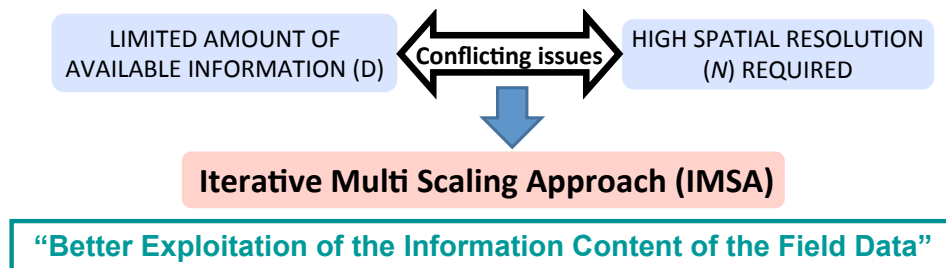 LIMITED AMOUNT OF
AVAILABLE INFORMATION (D)
Conflicting issues
HIGH SPATIAL RESOLUTION
(N) REQUIRED
Iterative Multi Scaling Approach (IMSA)
“Better Exploitation of the Information Content of the Field Data”